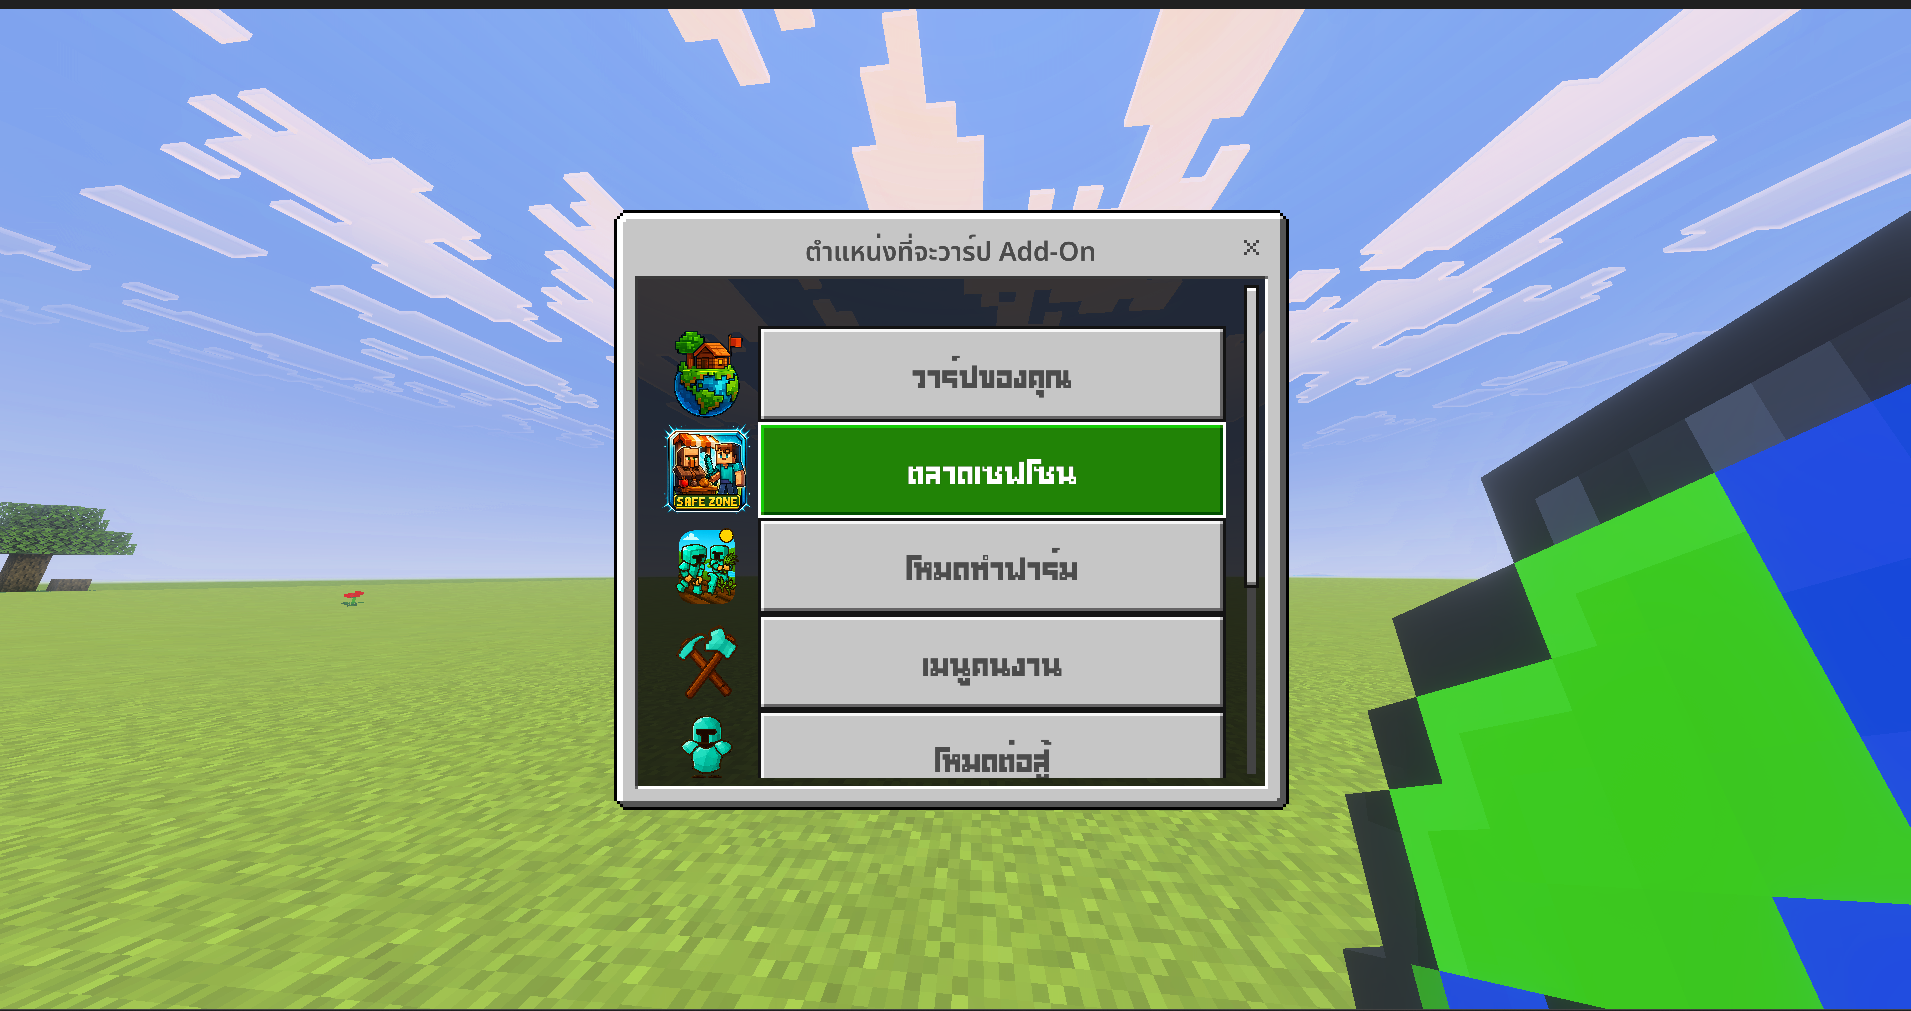 ตำแหน่งที่จะวาร์ป Add-On
วาร์ปของคุณ
SAFE ZONE
ตลาดเซฟโซน
โหมดทำฟาร์ม
เมนูคนงาน
โหมดต่อสู้